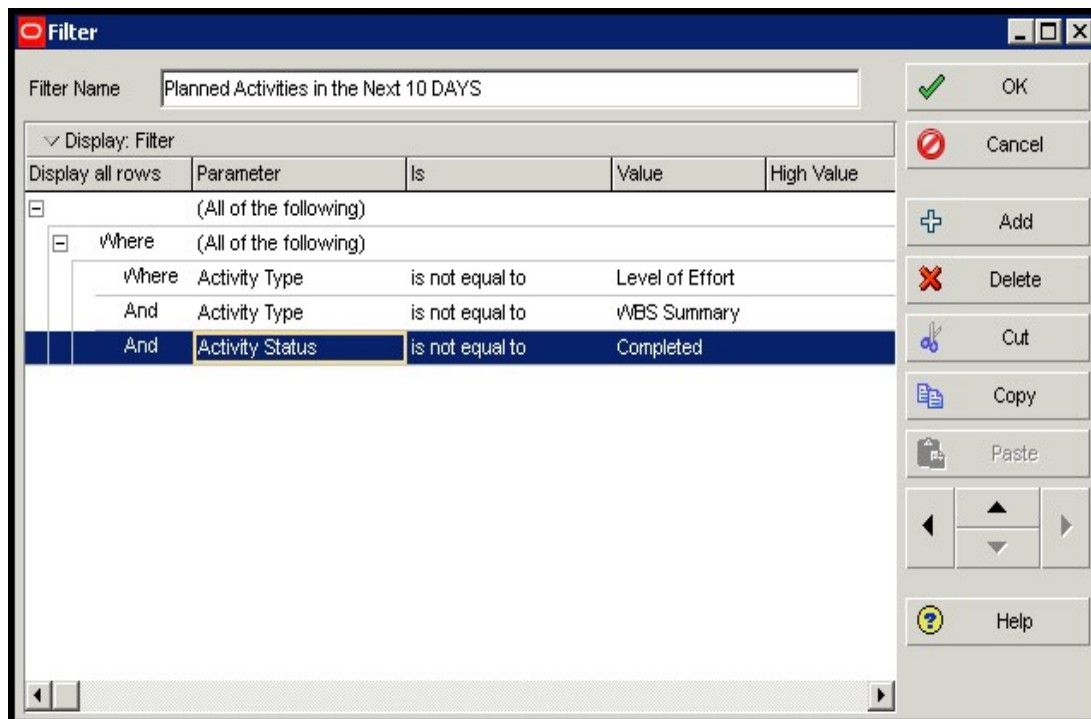 Filter
Filter Name Planned Activities in the Next 10 DAYS
Display: Filter
Display all rows Parameter Is Value High Value
(All of the following)
Where (All of the following)
Where Activity Type is not equal to Level of Effort
And Activity Type is not equal to WBS Summary
And Activity Status is not equal to Completed
OK
Cancel
Add
Delete
Cut
Copy
Paste
Help